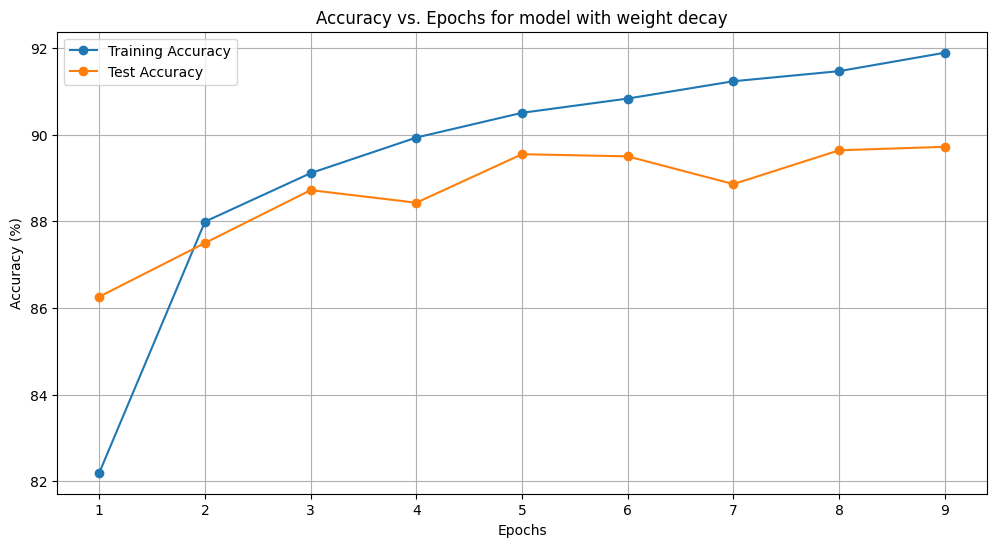 Accuracy vs. Epochs for model with weight decay
Training Accuracy
Test Accuracy
Accuracy (%)
92
90
88
86
84
82
1 2 3 4 5 6 7 8 9
Epochs